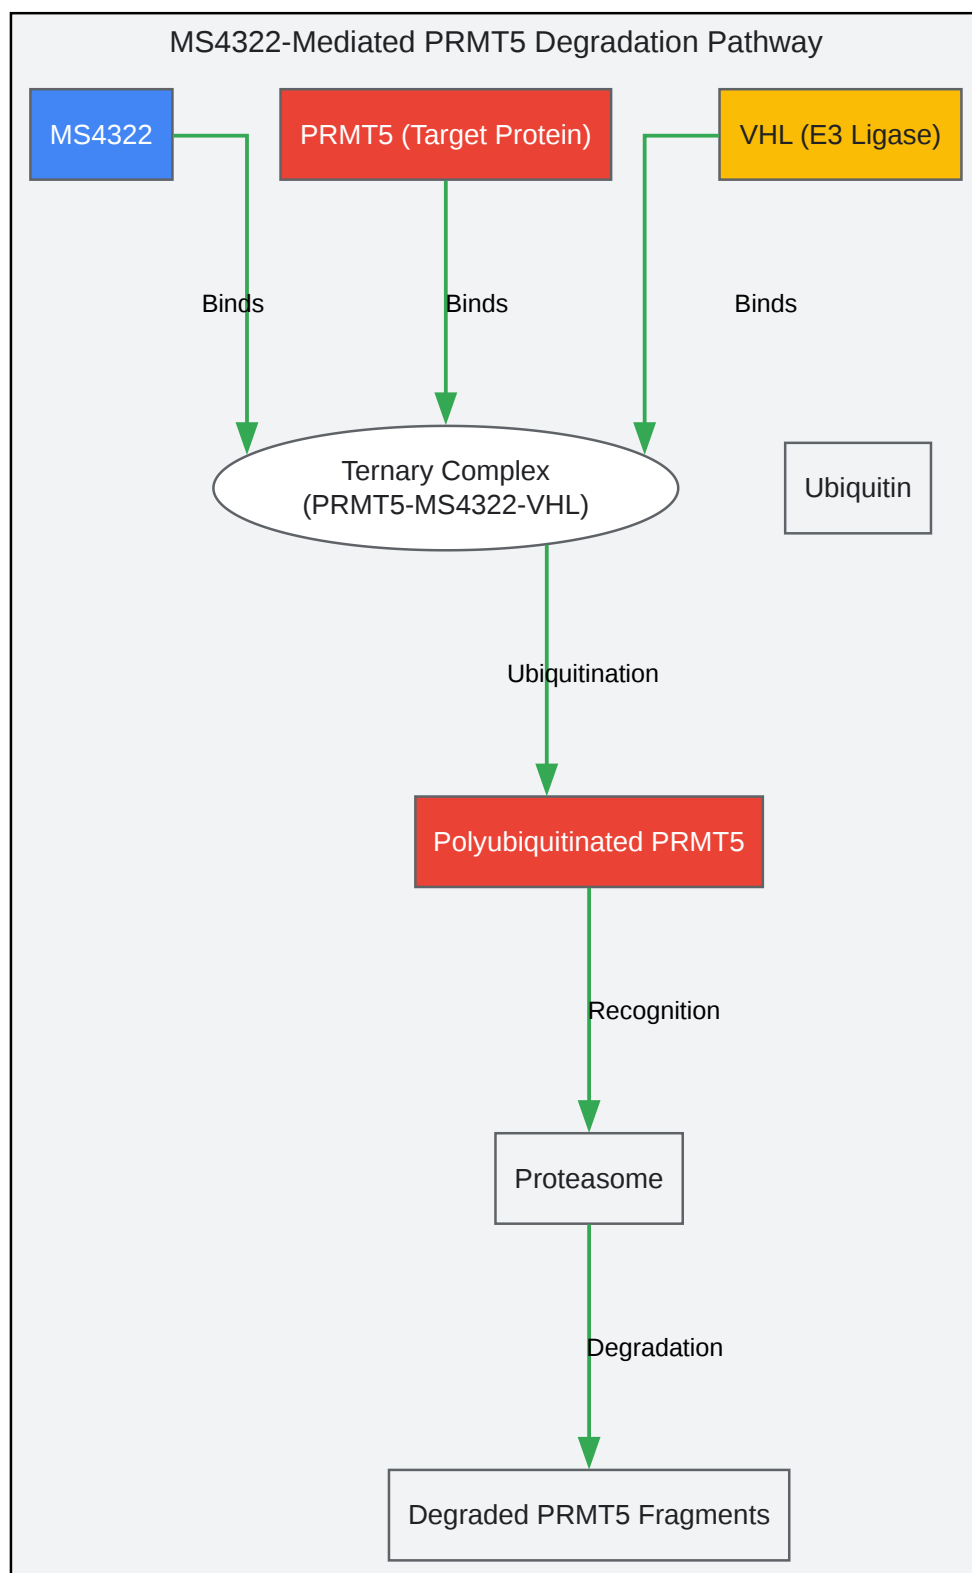 MS4322-Mediated PRMT5 Degradation Pathway
MS4322
PRMT5 (Target Protein)
VHL (E3 Ligase)
Binds
Binds
Binds
Ternary Complex
(PRMT5-MS4322-VHL)
Ubiquitin
Ubiquitination
Polyubiquitinated PRMT5
Recognition
Proteasome
Degradation
Degraded PRMT5 Fragments